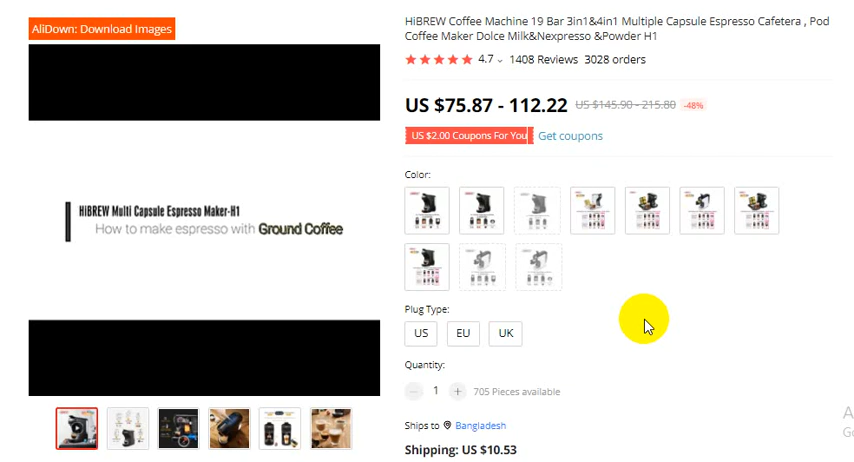 AliDown: Download Images
HiBREW Multi Capsule Espresso Maker-H1
How to make espresso with Ground Coffee
HiBREW Coffee Machine 19 Bar 3in1&4in1 Multiple Capsule Espresso Cafetera , Pod
Coffee Maker Dolce Milk&Nexpresso &Powder H1
4.7 1408 Reviews 3028 orders
US $75.87 - 112.22 US $145.90 - 215.80 -48%
US $2.00 Coupons For You Get coupons
Color:
Plug Type:
US EU UK
Quantity:
1 705 Pieces available
Ships to Bangladesh
Shipping: US $10.53